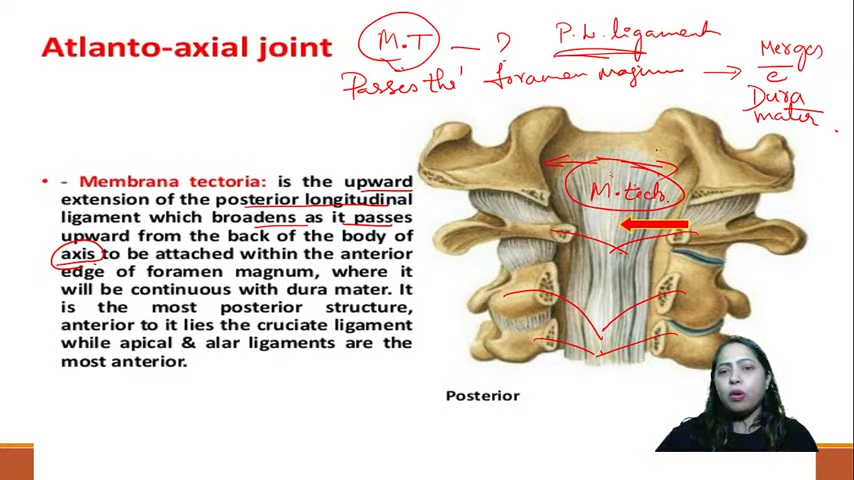 Atlanto-axial joint
M.T — ? P.L. ligament
Passes the' foramen magnum → Merges
c
Dura
mater.
• - Membrana tectoria: is the upward
extension of the posterior longitudinal
ligament which broadens as it passes
upward from the back of the body of
axis to be attached within the anterior
edge of foramen magnum, where it
will be continuous with dura mater. It
is the most posterior structure,
anterior to it lies the cruciate ligament
while apical & alar ligaments are the
most anterior.
M.tech.
Posterior